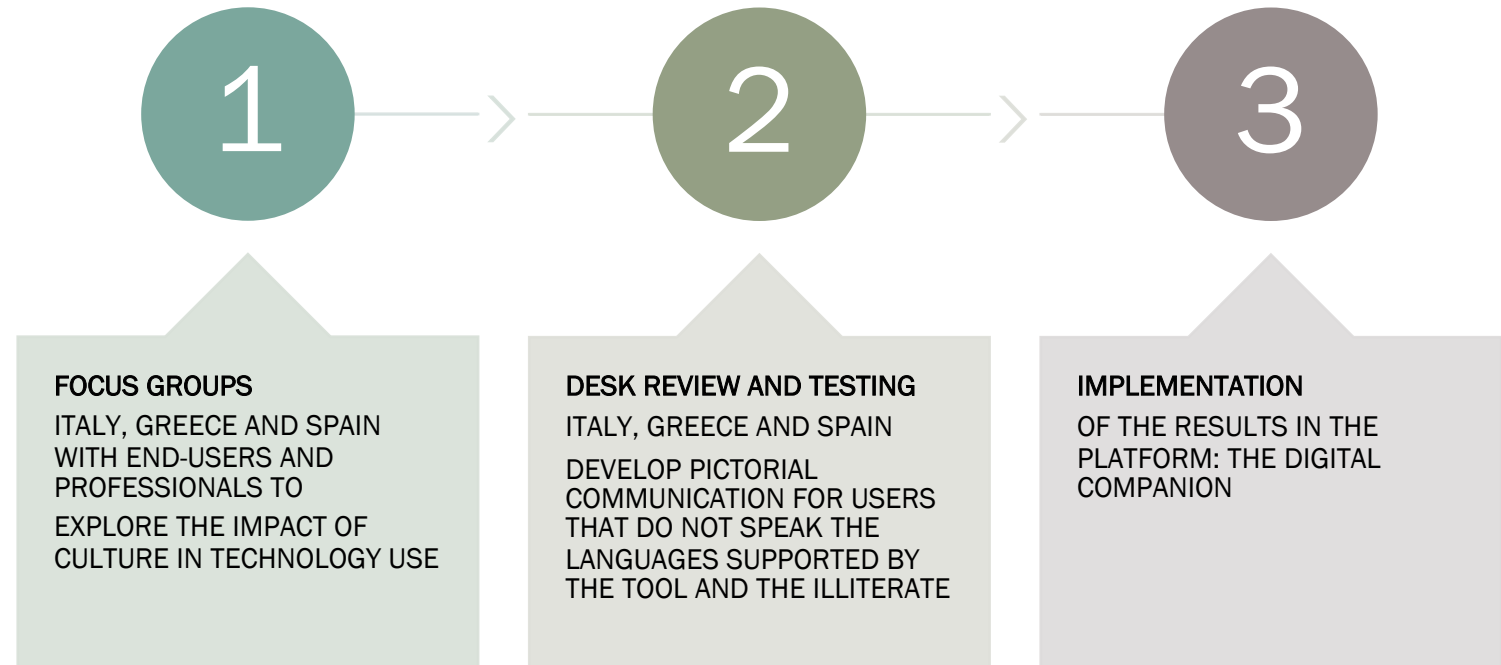 1
2
3
FOCUS GROUPS
ITALY, GREECE AND SPAIN
WITH END-USERS AND
PROFESSIONALS TO
EXPLORE THE IMPACT OF
CULTURE IN TECHNOLOGY USE
DESK REVIEW AND TESTING
ITALY, GREECE AND SPAIN
DEVELOP PICTORIAL
COMMUNICATION FOR USERS
THAT DO NOT SPEAK THE
LANGUAGES SUPPORTED BY
THE TOOL AND THE ILLITERATE
IMPLEMENTATION
OF THE RESULTS IN THE
PLATFORM: THE DIGITAL
COMPANION